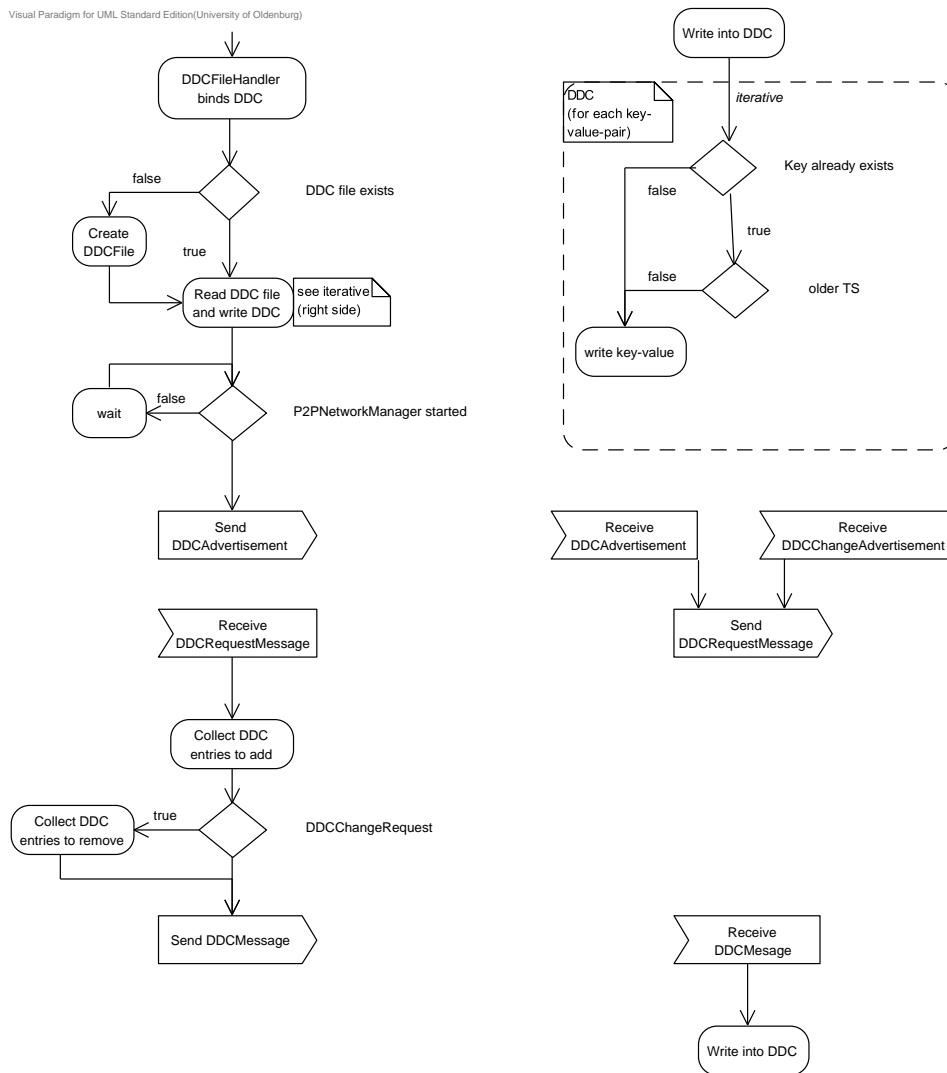 Visual Paradigm for UML Standard Edition(University of Oldenburg)
DDCFileHandler
binds DDC
false
DDC file exists
Create
DDCFile
true
Read DDC file
and write DDC
see iterative
(right side)
wait
false
P2PNetworkManager started
Send
DDCAdvertisement
Write into DDC
iterative
DDC
(for each key-
value-pair)
Key already exists
false
true
false
older TS
write key-value
Receive
DDCAdvertisement
Receive
DDCChangeAdvertisement
Send
DDCRequestMessage
Receive
DDCRequestMessage
Collect DDC
entries to add
true
DDCChangeRequest
Collect DDC
entries to remove
Send DDCMessage
Receive
DDCMesage
Write into DDC